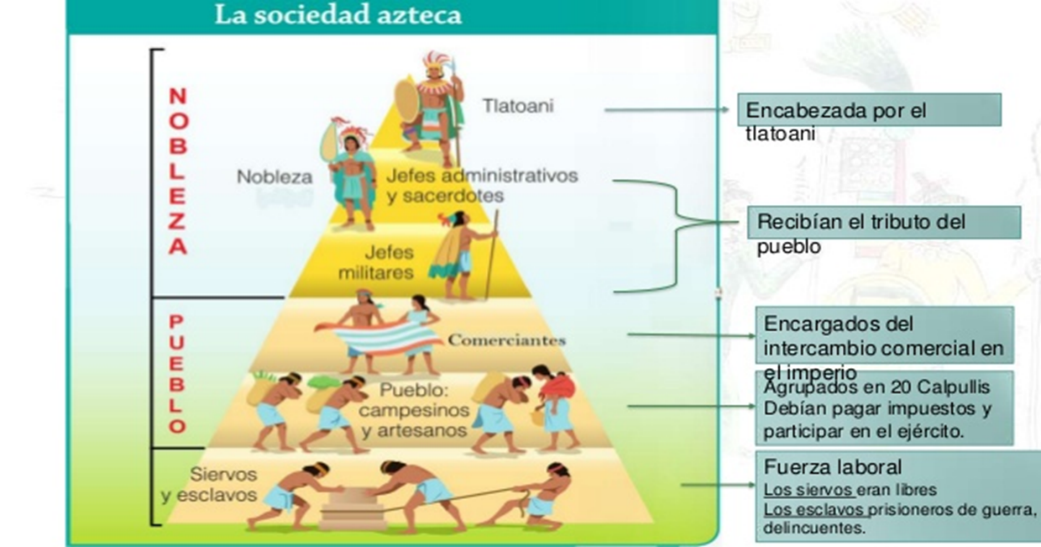 La sociedad azteca
NOBLEZA
Tlatoani
Encabezada por el
tlatoani
Nobleza
Jefes administrativos
y sacerdotes
Recibían el tributo del
pueblo
Jefes
militares
PUEBLO
Comerciantes
Encargados del
intercambio comercial en
el imperio
Pueblo:
campesinos
y artesanos
Agrupados en 20 Calpullis
Debían pagar impuestos y
participar en el ejército.
Siervos
y esclavos
Fuerza laboral
Los siervos eran libres
Los esclavos prisioneros de guerra,
delincuentes.